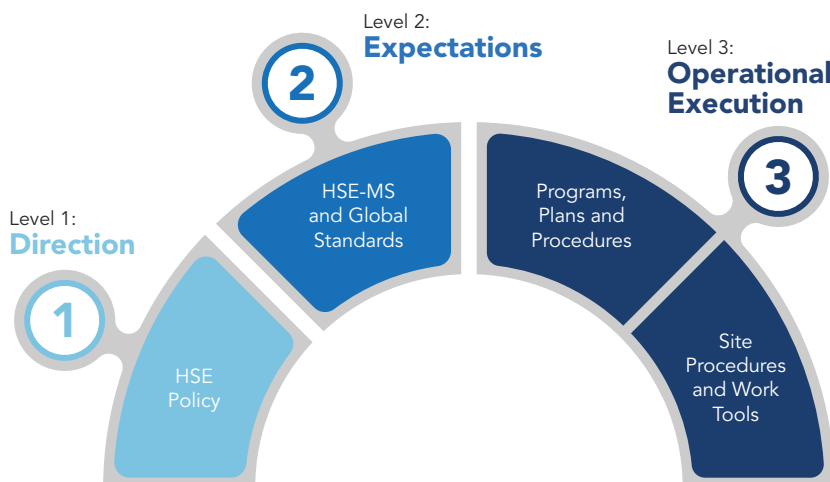 Level 1:
Direction
1
HSE
Policy
Level 2:
Expectations
2
HSE-MS
and Global
Standards
Level 3:
Operational
Execution
3
Programs,
Plans and
Procedures
Site
Procedures
and Work
Tools